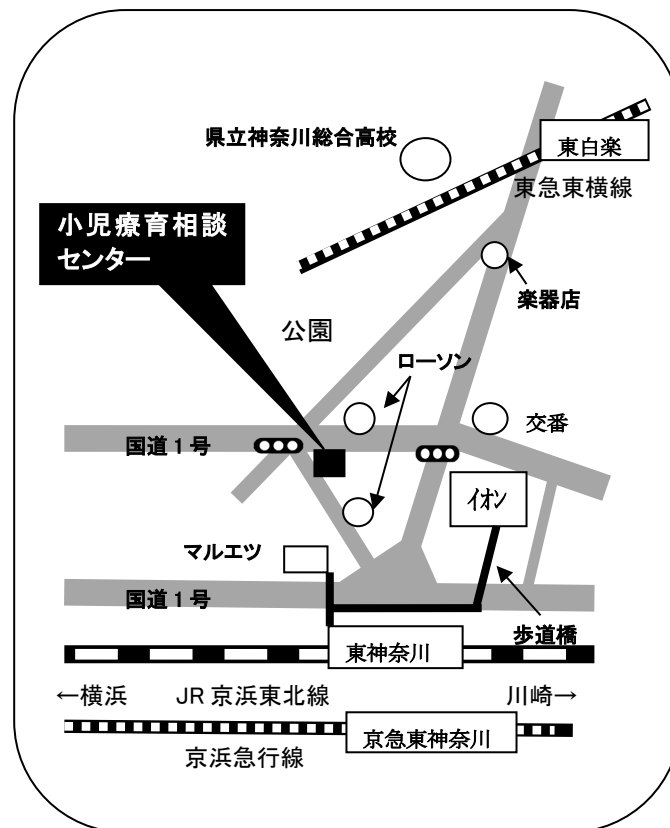 県立神奈川総合高校
東白楽
東急東横線
小児療育相談
センター
楽器店
公園
ローソン
交番
国道1号
イオン
マルエツ
国道1号
歩道橋
東神奈川
←横浜
JR 京浜東北線
川崎→
京急東神奈川
京浜急行線